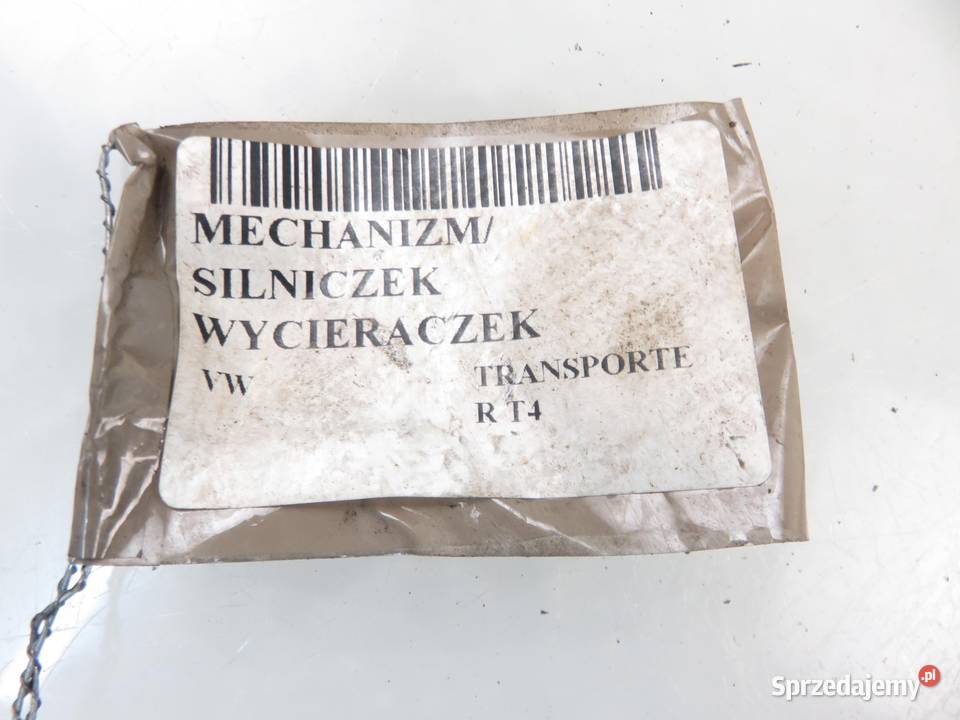 MECHANIZM/
SILNICZEK
WYCIERACZEK
VW TRANSPORTE
R T4
Sprzedajemy.pl